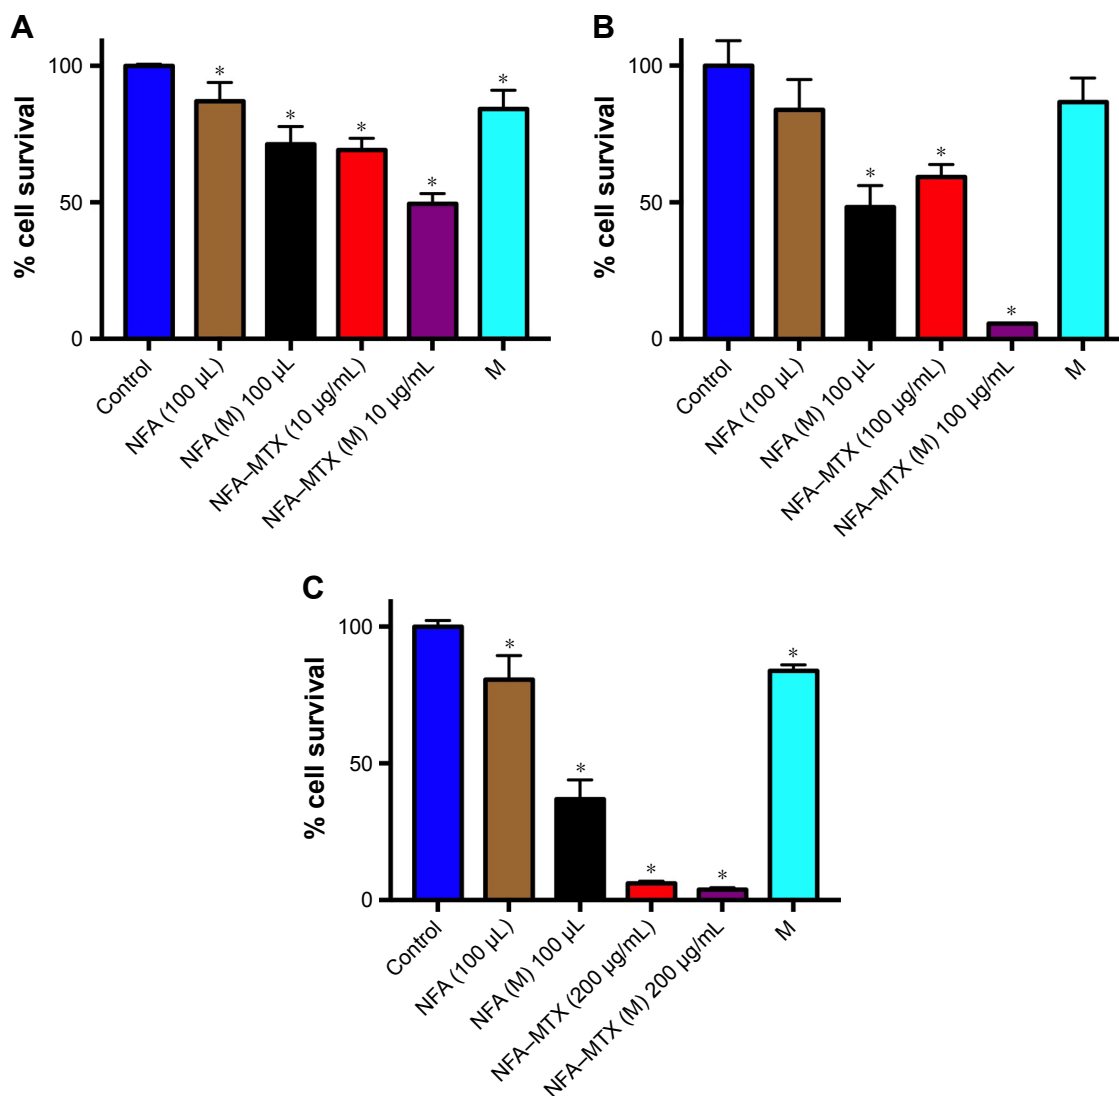 A
% cell survival
100
50
0
*
*
*
*
*
Control
NFA (100 µL)
NFA (M) 100 µL
NFA–MTX (10 µg/mL)
NFA–MTX (M) 10 µg/mL
M
B
% cell survival
100
50
0
*
*
*
Control
NFA (100 µL)
NFA (M) 100 µL
NFA–MTX (100 µg/mL)
NFA–MTX (M) 100 µg/mL
M
C
% cell survival
100
50
0
*
*
*
*
*
Control
NFA (100 µL)
NFA (M) 100 µL
NFA–MTX (200 µg/mL)
NFA–MTX (M) 200 µg/mL
M